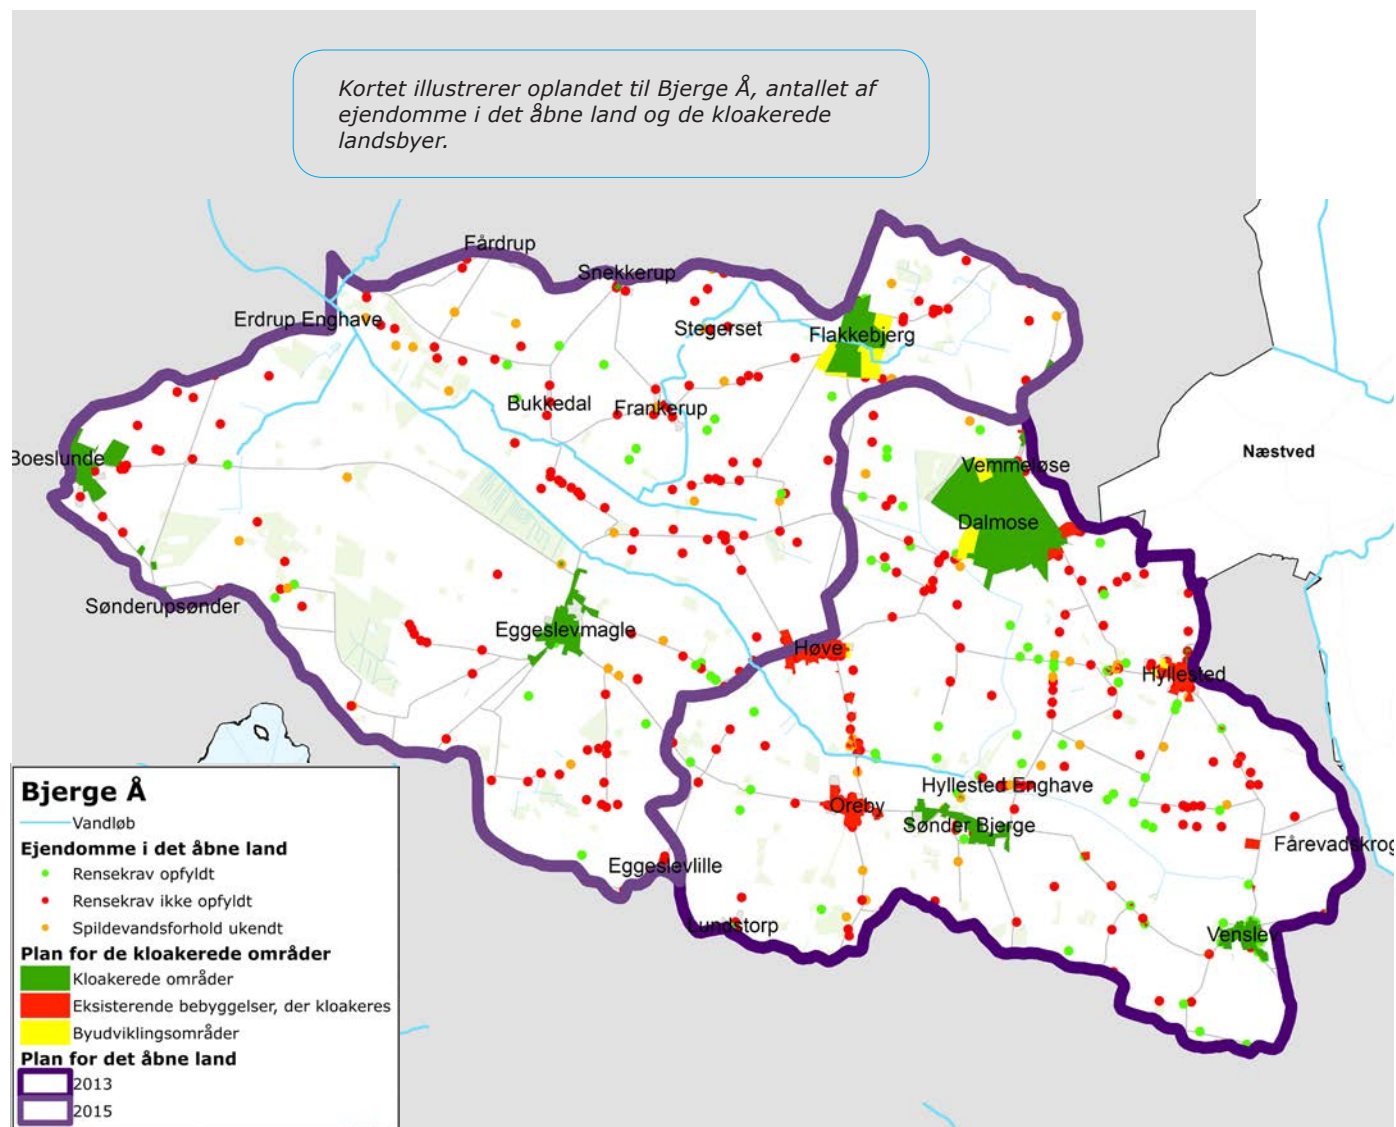 Kortet illustrerer oplandet til Bjerge Å, antallet af
ejendomme i det åbne land og de kloakerede
landsbyer.
Fårdrup
Snekkerup
Erdrup Enghave
Stegerset
Flakkebjerg
Bukkedal
Frankerup
Boeslunde
Vemmeløse
Næstved
Dalmose
Sønderupsønder
Eggeslevmagle
Høve
Hyllested
Hyllested Enghave
Oreby
Sønder Bjerge
Fårevadskrog
Eggeslevlille
Lundstorp
Venslev
Bjerge Å
Vandløb
Ejendomme i det åbne land
Rensekrav opfyldt
Rensekrav ikke opfyldt
Spildevandsforhold ukendt
Plan for de kloakerede områder
Kloakerede områder
Eksisterende bebyggelser, der kloakeres
Byudviklingsområder
Plan for det åbne land
2013
2015